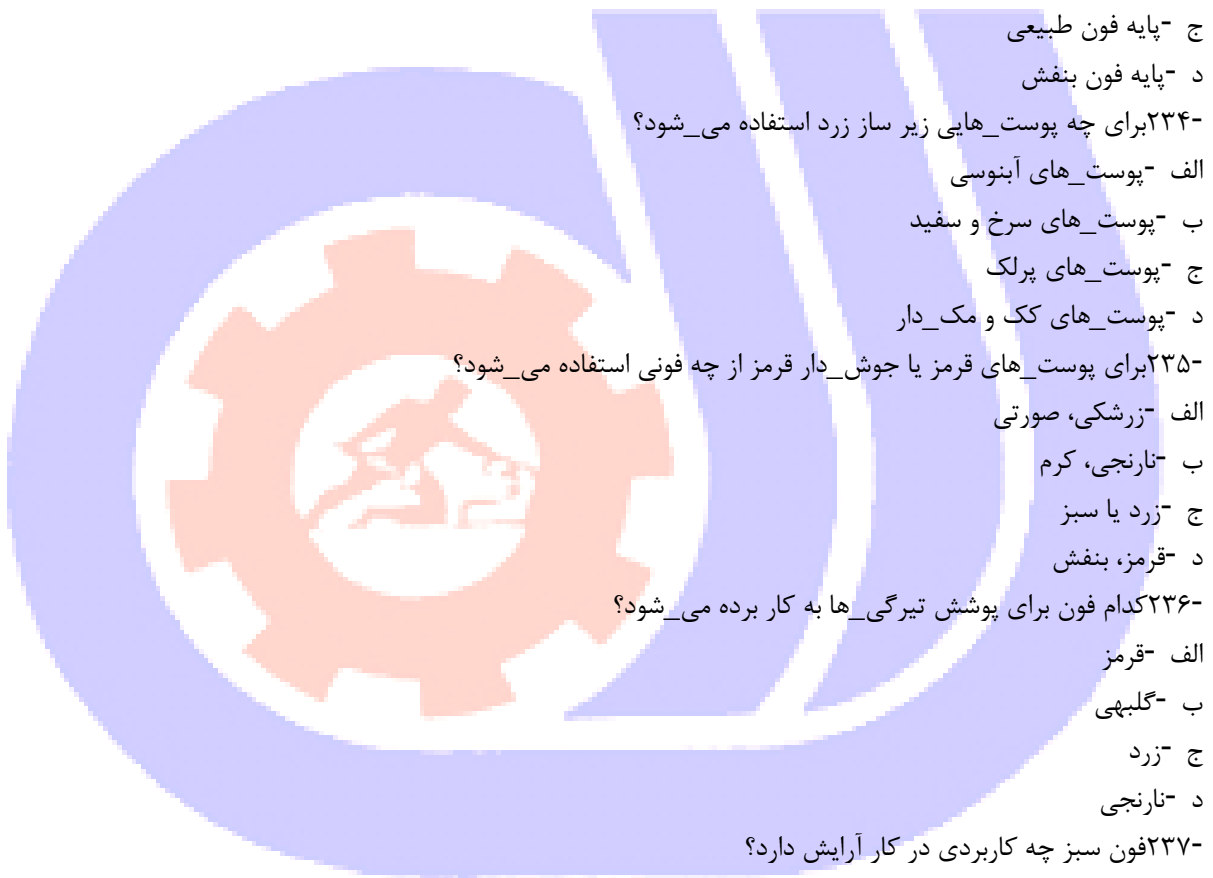 ج -پایه فون طبیعی
د -پایه فون بنفش
-۲۳۴برای چه پوست_هایی زیر ساز زرد استفاده می_شود؟
الف -پوست_های آبنوسی
ب -پوست_های سرخ و سفید
ج -پوست_های پرلک
د -پوست_های کک و مک_دار
-۲۳۵برای پوست_های قرمز یا جوش_دار قرمز از چه فونی استفاده می_شود؟
الف -زرشکی، صورتی
ب -نارنجی، کرم
ج -زرد یا سبز
د -قرمز، بنفش
-۲۳۶کدام فون برای پوشش تیرگی_ها به کار برده می_شود؟
الف -قرمز
ب -گلبهی
ج -زرد
د -نارنجی
-۲۳۷فون سبز چه کاربردی در کار آرایش دارد؟